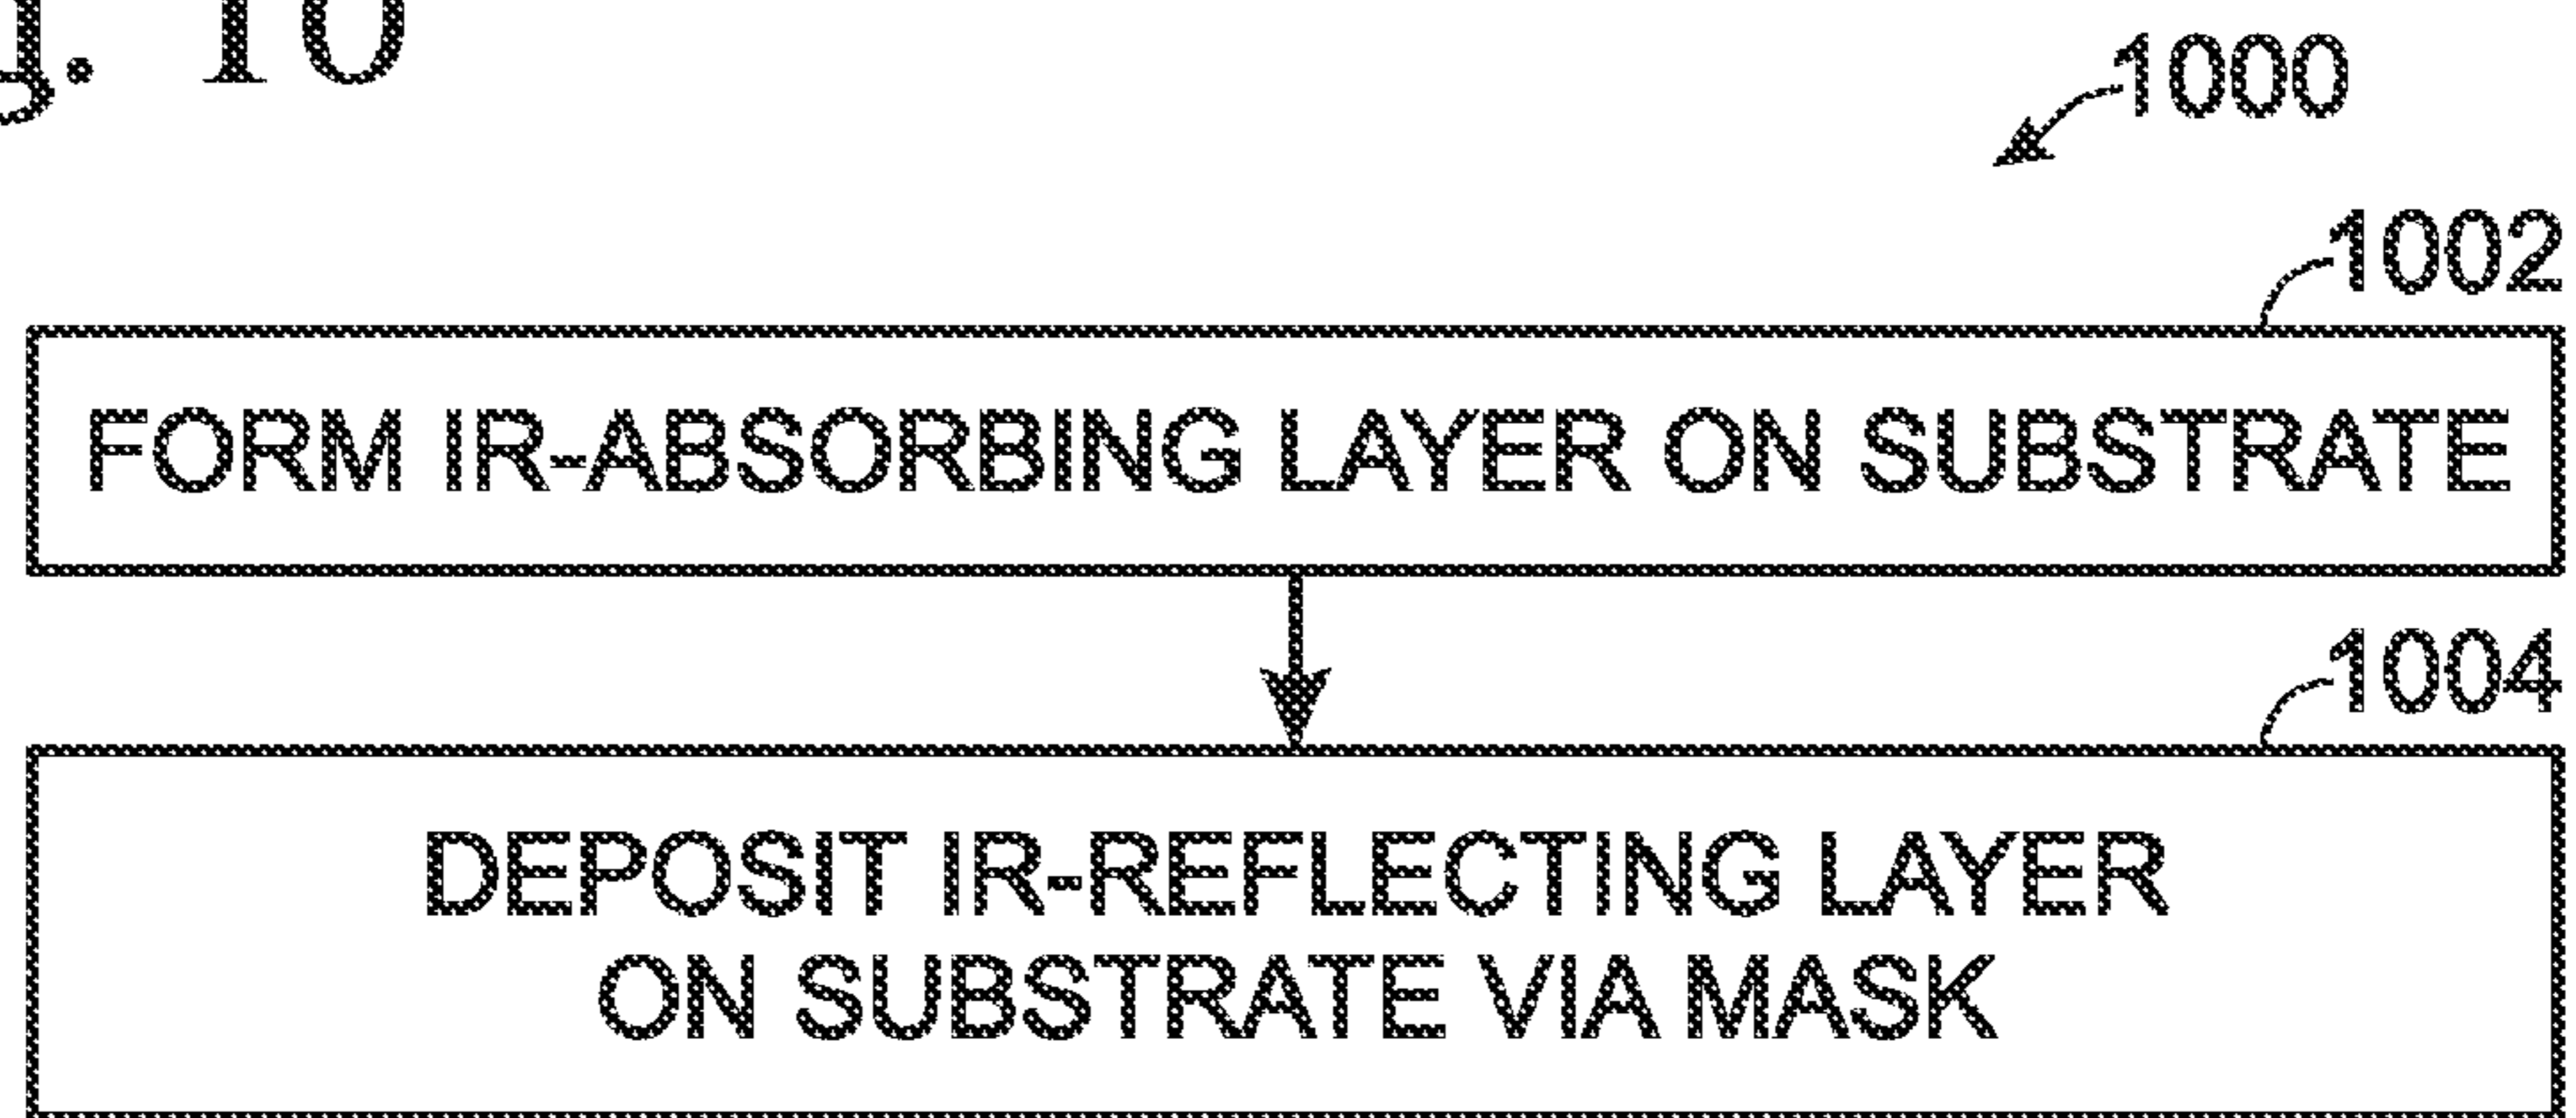 g. 10
1000
1002
FORM IR-ABSORBING LAYER ON SUBSTRATE
1004
DEPOSIT IR-REFLECTING LAYER
ON SUBSTRATE VIA MASK